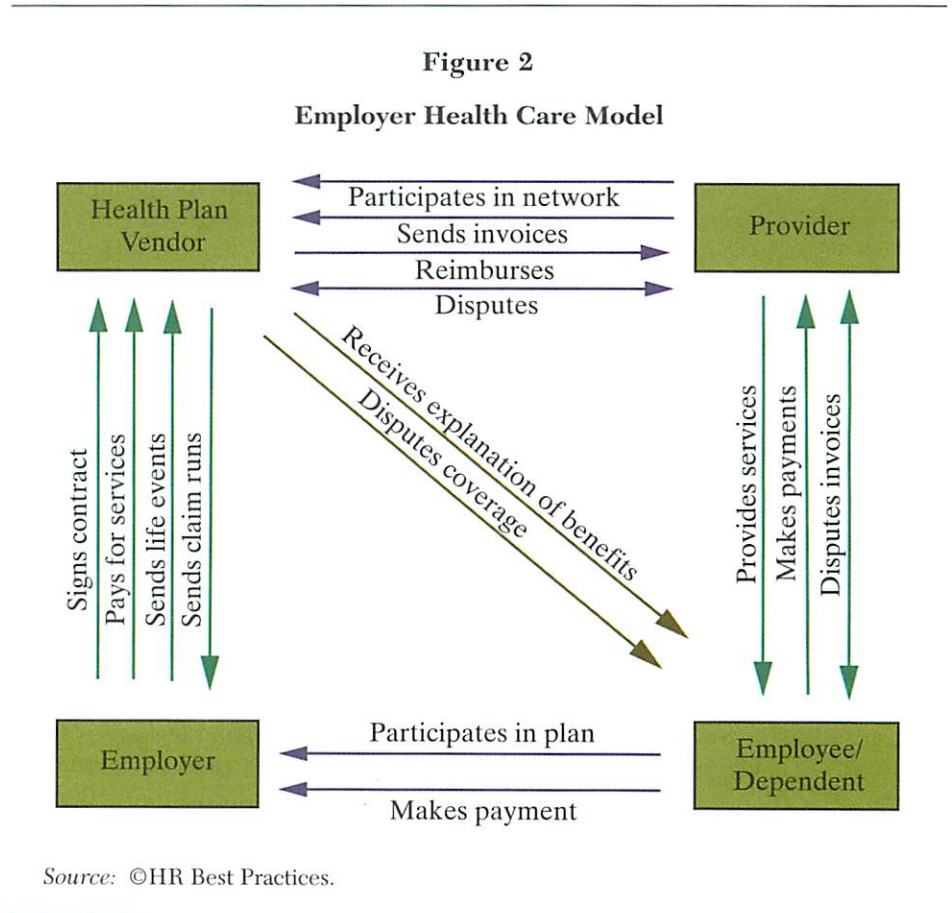 Figure 2
Employer Health Care Model
Health Plan
Vendor
Participates in network
Sends invoices
Reimburses
Disputes
Provider
Signs contract
Pays for services
Sends life events
Sends claim runs
Receives explanation of benefits
Disputes coverage
Provides services
Makes payments
Disputes invoices
Employer
Participates in plan
Makes payment
Employee/
Dependent
Source: ©HR Best Practices.